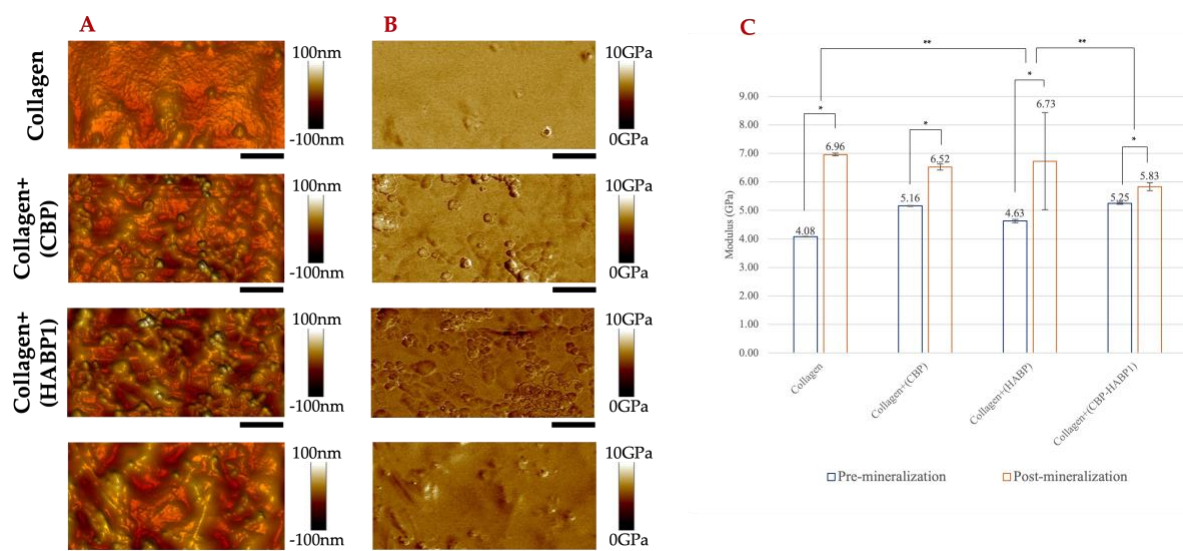 A
B
C
Collagen
100nm
-100nm
10GPa
0GPa
Collagen+
(CBP)
100nm
-100nm
10GPa
0GPa
Collagen+
(HABP1)
100nm
-100nm
10GPa
0GPa
100nm
-100nm
10GPa
0GPa
**
**
*
*
*
*
Modulus (GPa)
9.00
8.00
7.00
6.00
5.00
4.00
3.00
2.00
1.00
0.00
4.08
6.96
5.16
6.52
4.63
6.73
5.25
5.83
Collagen
Collagen+(CBP)
Collagen+(HABP)
Collagen+(CBP-HABP1)
Pre-mineralization
Post-mineralization